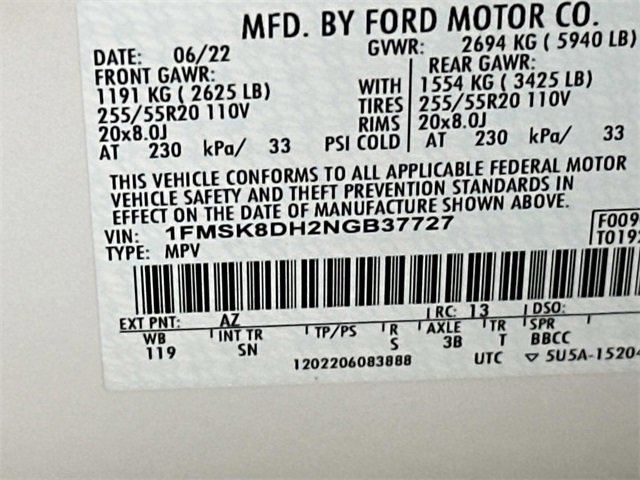 MFD. BY FORD MOTOR CO.
DATE: 06/22 GVWR: 2694 KG ( 5940 LB)
FRONT GAWR: REAR GAWR:
1191 KG ( 2625 LB) WITH 1554 KG ( 3425 LB)
255/55R20 110V TIRES 255/55R20 110V
20x8.0J RIMS 20x8.0J
AT 230 kPa/ 33 PSI COLD AT 230 kPa/ 33
THIS VEHICLE CONFORMS TO ALL APPLICABLE FEDERAL MOTOR
VEHICLE SAFETY AND THEFT PREVENTION STANDARDS IN
EFFECT ON THE DATE OF MANUFACTURE SHOWN ABOVE.
VIN: 1FMSK8DH2NGB37727 F009
TYPE: MPV T019
EXT PNT: AZ RC: 13 DSO:
WB INT TR TP/PS R AXLE TR SPR
119 SN S 3B T BBCC
1202206083888 UTC ▽ 5U5A-15204